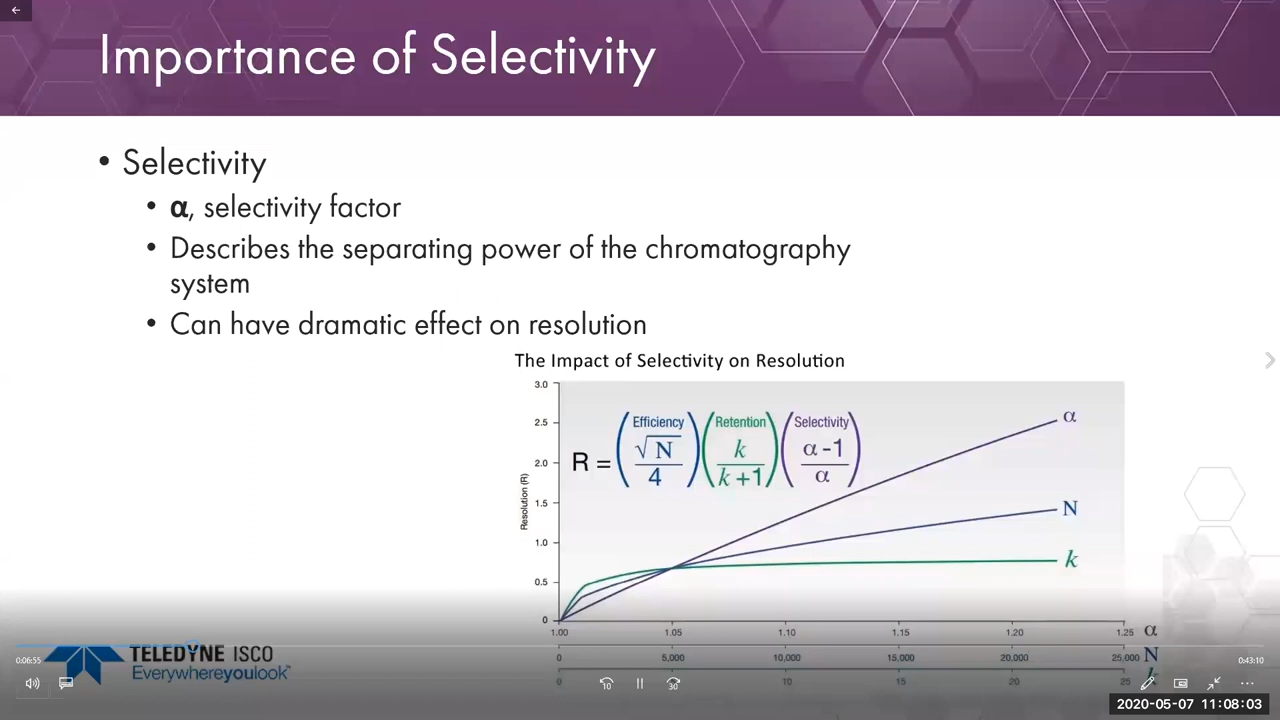 Importance of Selectivity
• Selectivity
• α, selectivity factor
• Describes the separating power of the chromatography
system
• Can have dramatic effect on resolution
The Impact of Selectivity on Resolution
3.0
2.5
2.0
1.5
1.0
0.5
0
Resolution (R)
Efficiency Retention Selectivity
R = (√N/4) (k/k+1) (α-1/α)
α
N
k
1.00 1.05 1.10 1.15 1.20 1.25 α
0 5,000 10,000 15,000 20,000 25,000 N
0 10 15 20 25
TELEDYNE ISCO
Everywhereyoulook™
0:06:55
0:43:10
10
30
2020-05-07 11:08:03